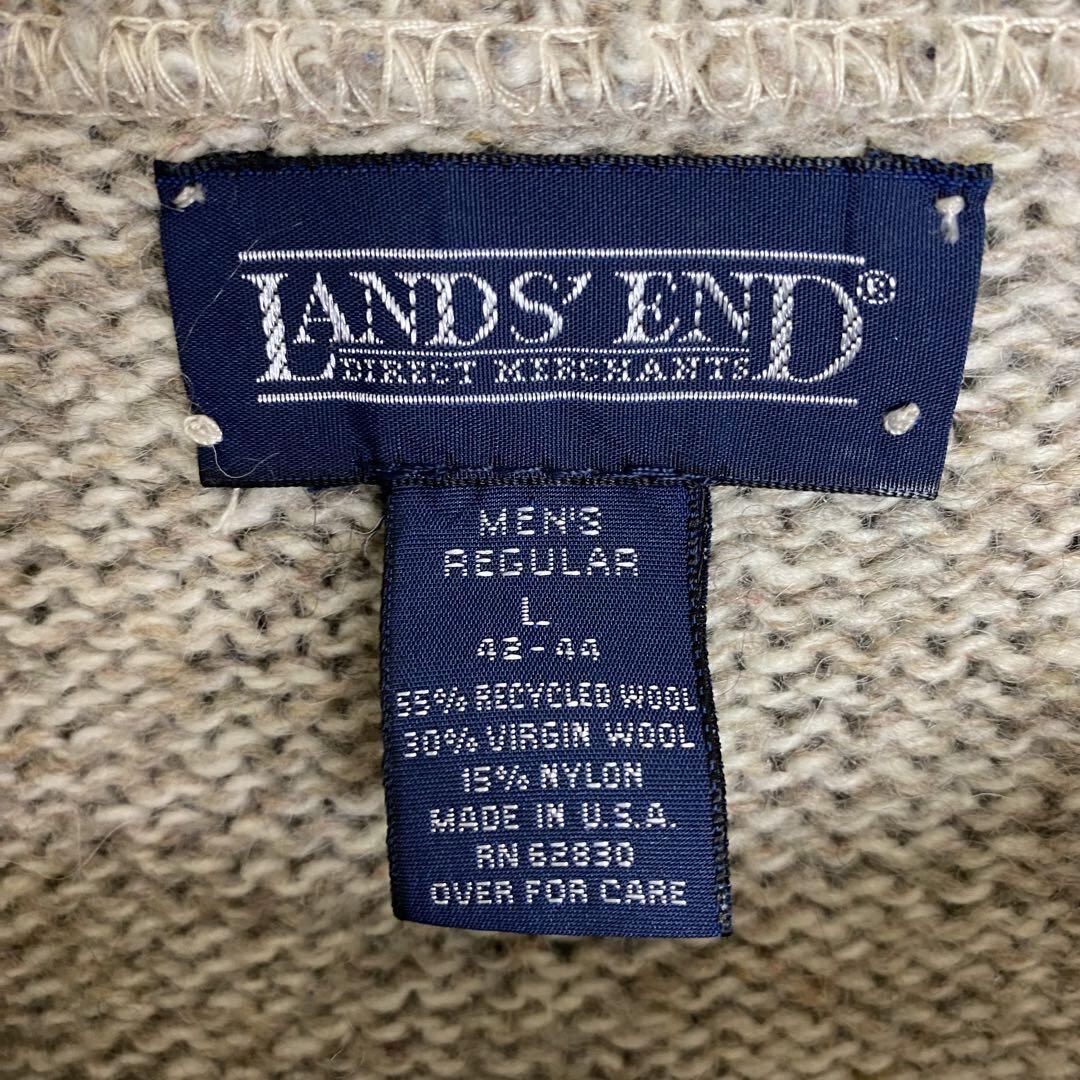 LANDS' END®
DIRECT MERCHANTS
MEN'S
REGULAR
L
42-44
55% RECYCLED WOOL
30% VIRGIN WOOL
15% NYLON
MADE IN U.S.A.
RN 62830
OVER FOR CARE